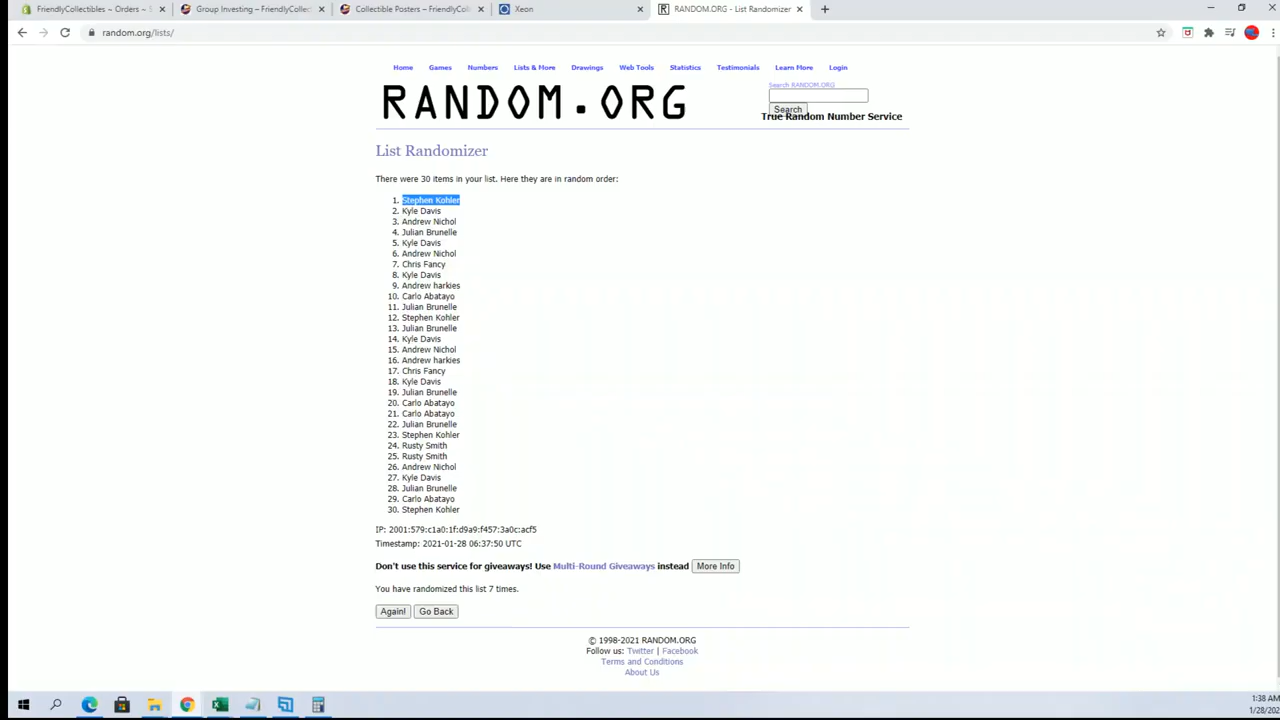 FriendlyCollectibles ~ Orders ~ S
Group Investing – FriendlyCollect
Collectible Posters – FriendlyCol
Xeon
RANDOM.ORG - List Randomizer
random.org/lists/
Home Games Numbers Lists & More Drawings Web Tools Statistics Testimonials Learn More Login
Search RANDOM.ORG
RANDOM.ORG
Search
True Random Number Service
List Randomizer
There were 30 items in your list. Here they are in random order:
1. Stephen Kohler
2. Kyle Davis
3. Andrew Nichol
4. Julian Brunelle
5. Kyle Davis
6. Andrew Nichol
7. Chris Fancy
8. Kyle Davis
9. Andrew harkies
10. Carlo Abatayo
11. Julian Brunelle
12. Stephen Kohler
13. Julian Brunelle
14. Kyle Davis
15. Andrew Nichol
16. Andrew harkies
17. Chris Fancy
18. Kyle Davis
19. Julian Brunelle
20. Carlo Abatayo
21. Carlo Abatayo
22. Julian Brunelle
23. Stephen Kohler
24. Rusty Smith
25. Rusty Smith
26. Andrew Nichol
27. Kyle Davis
28. Julian Brunelle
29. Carlo Abatayo
30. Stephen Kohler
IP: 2001:579:c1a0:1f:d9a9:f457:3a0c:acf5
Timestamp: 2021-01-28 06:37:50 UTC
Don't use this service for giveaways! Use Multi-Round Giveaways instead More Info
You have randomized this list 7 times.
Again! Go Back
© 1998-2021 RANDOM.ORG
Follow us: Twitter | Facebook
Terms and Conditions
About Us
1:38 AM
1/28/202